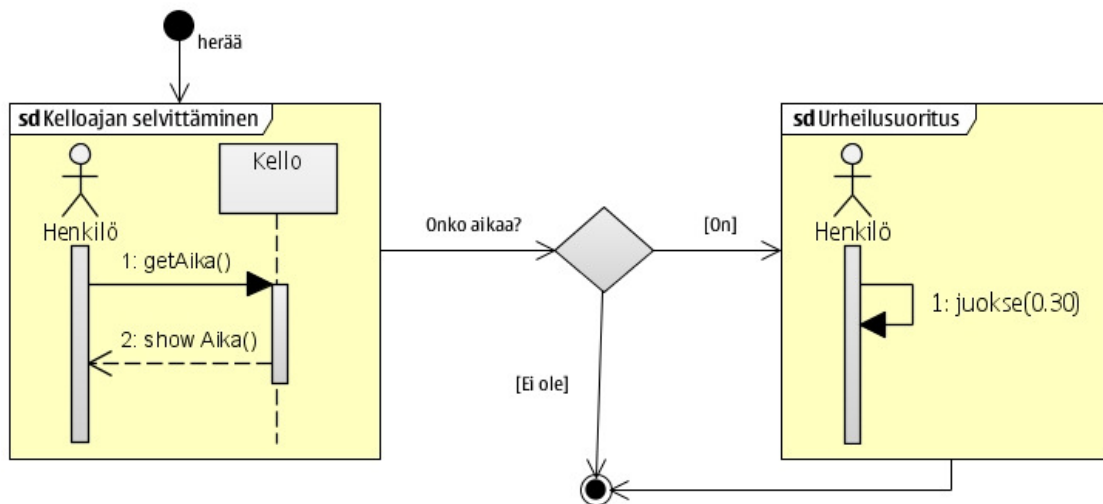 herää
sd Kelloajan selvittäminen
Kello
Henkilö
1: getAika()
2: show Aika()
Onko aikaa?
[On]
[Ei ole]
sd Urheilusuoritus
Henkilö
1: juokse(0.30)